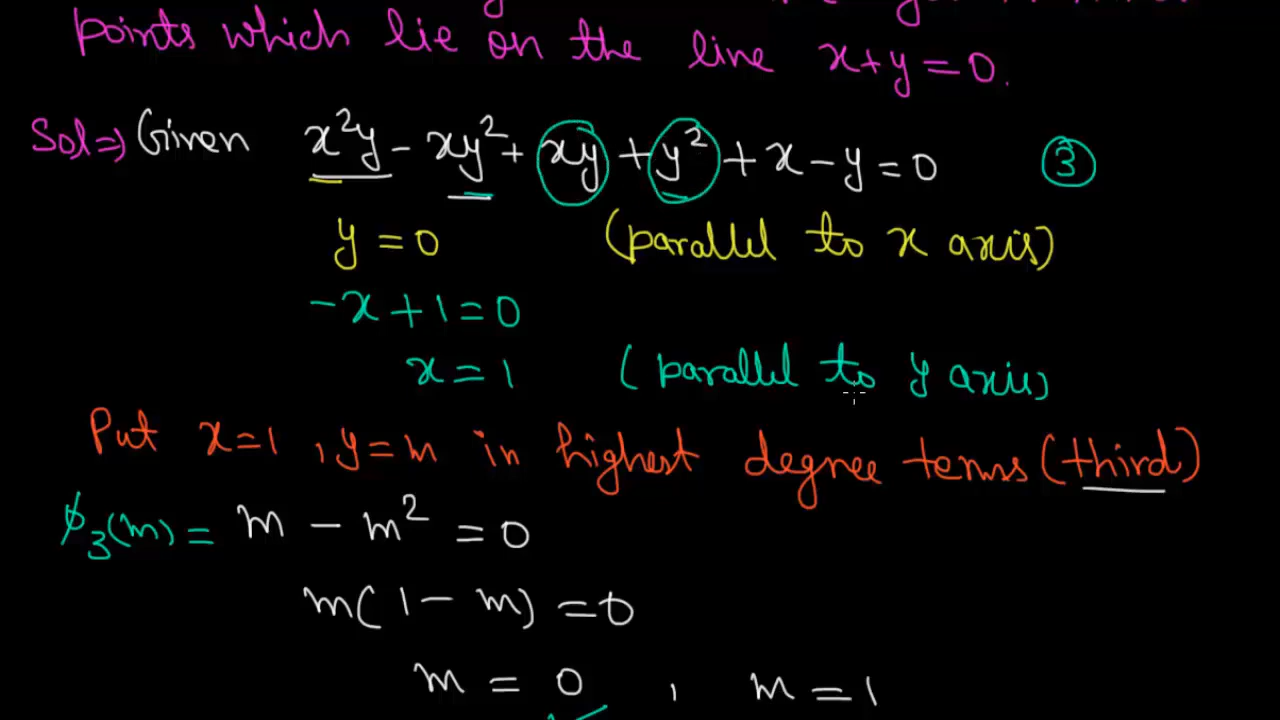 points which lie on the line x+y=0.
Sol⇒ Given x²y - xy² + xy + y² + x - y = 0 ③
y = 0 (parallel to x axis)
-x + 1 = 0
x = 1 (parallel to y axis)
Put x=1, y=m in highest degree terms (third)
ϕ₃(m) = m - m² = 0
m(1 - m) = 0
m = 0 , m = 1